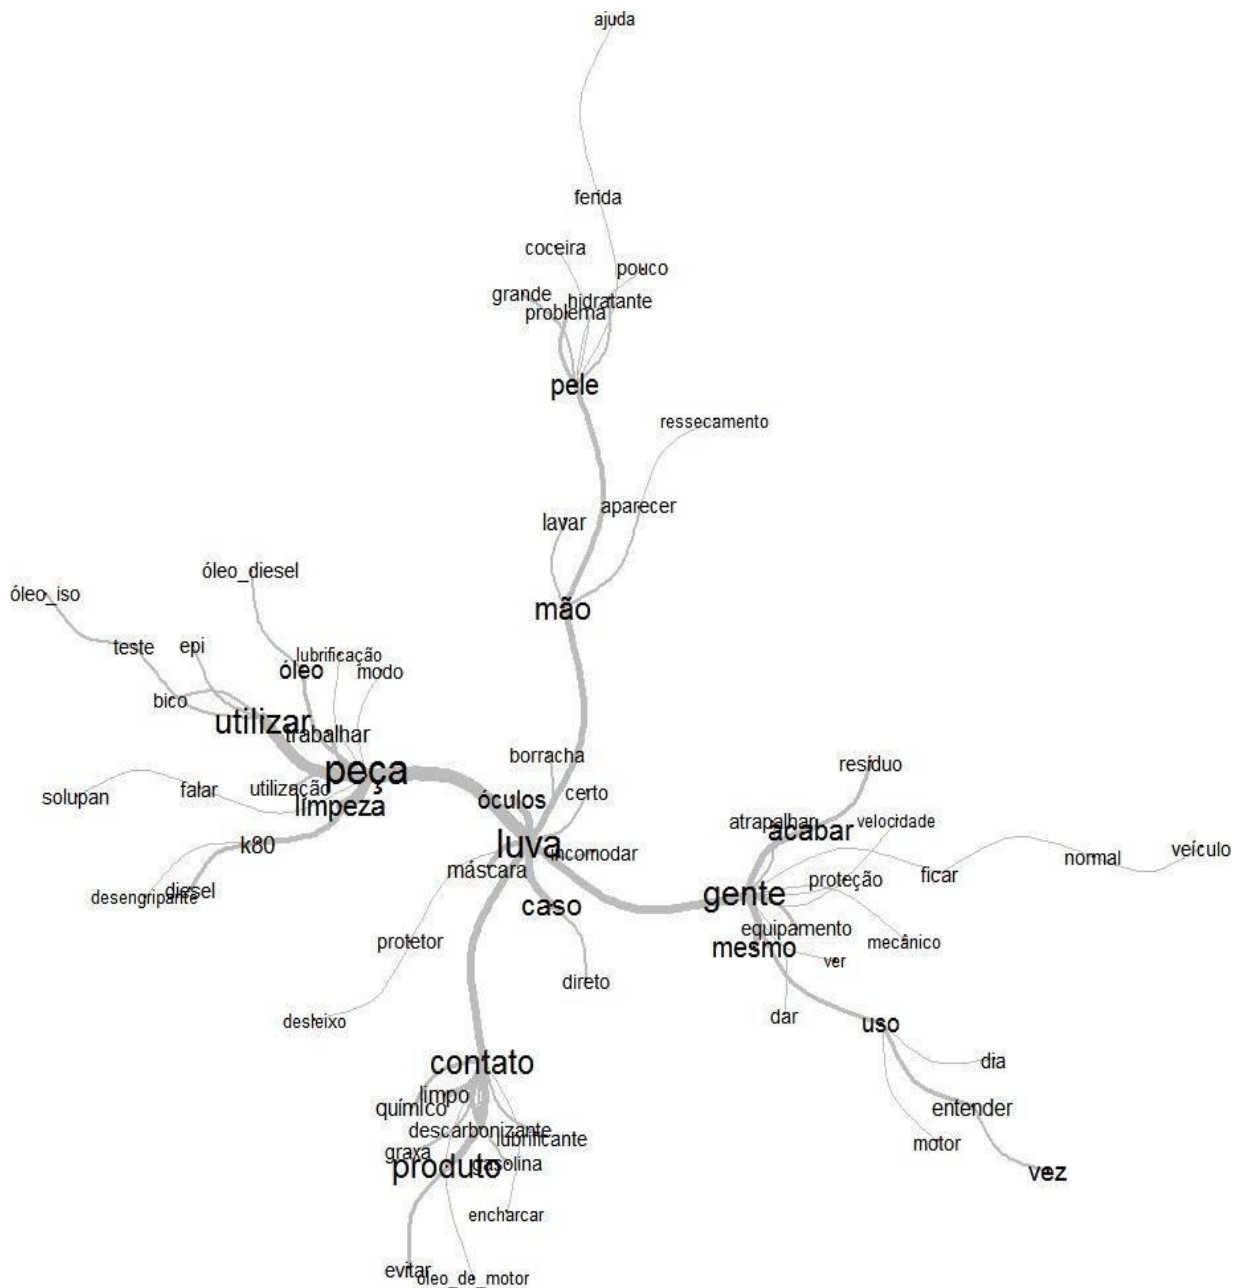 ajuda
ferida
coceira
pouco
grande
hidratante
problema
pele
ressecamento
aparecer
lavar
óleo_diesel
óleo_iso
mão
teste
epi
lubrificação
óleo
modo
bico
utilizar
trabalhar
borracha
peça
resíduo
utilização
falar
solupan
óculos
certo
límpeza
atrapalhar
acabar
velocidade
k80
luva
incomodar
normal
veículo
máscara
proteção
ficar
desengripante
diesel
gente
caso
equipamento
mesmo
mecânico
protetor
ver
direto
dar
desleixo
uso
contato
dia
limpo
químico
entender
descarbonizante
lubrificante
motor
graxa
gasolina
produto
vez
encharcar
evitar
óleo_de_motor